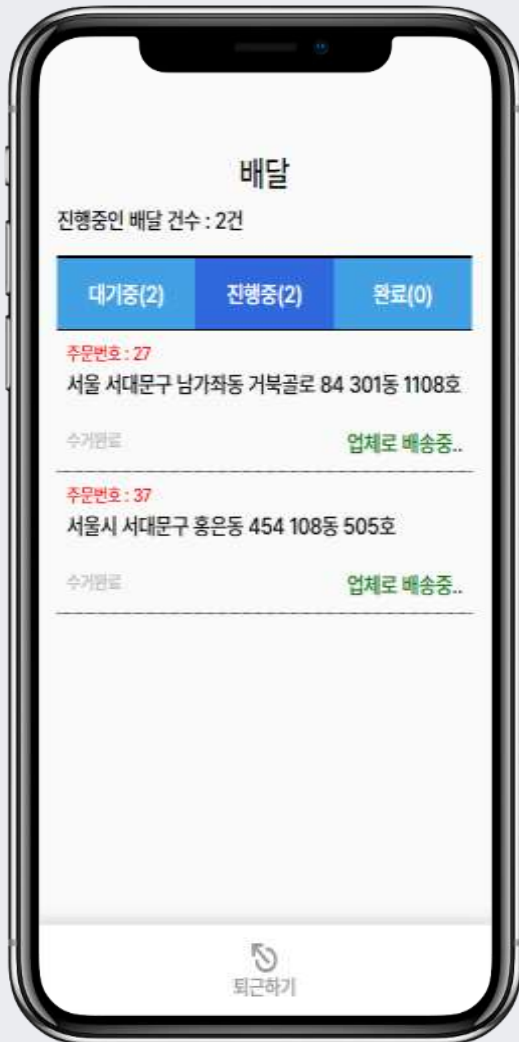 배달
진행중인 배달 건수 : 2건
대기중(2) 진행중(2) 완료(0)
주문번호 : 27
서울 서대문구 남가좌동 거북골로 84 301동 1108호
수거완료 업체로 배송중..
주문번호 : 37
서울시 서대문구 홍은동 454 108동 505호
수거완료 업체로 배송중..
퇴근하기